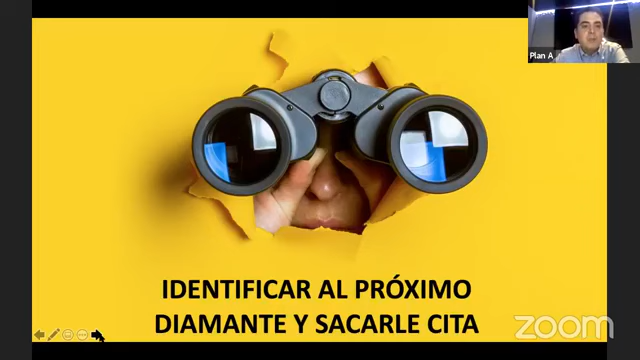 Plan A
IDENTIFICAR AL PRÓXIMO
DIAMANTE Y SACARLE CITA
zoom